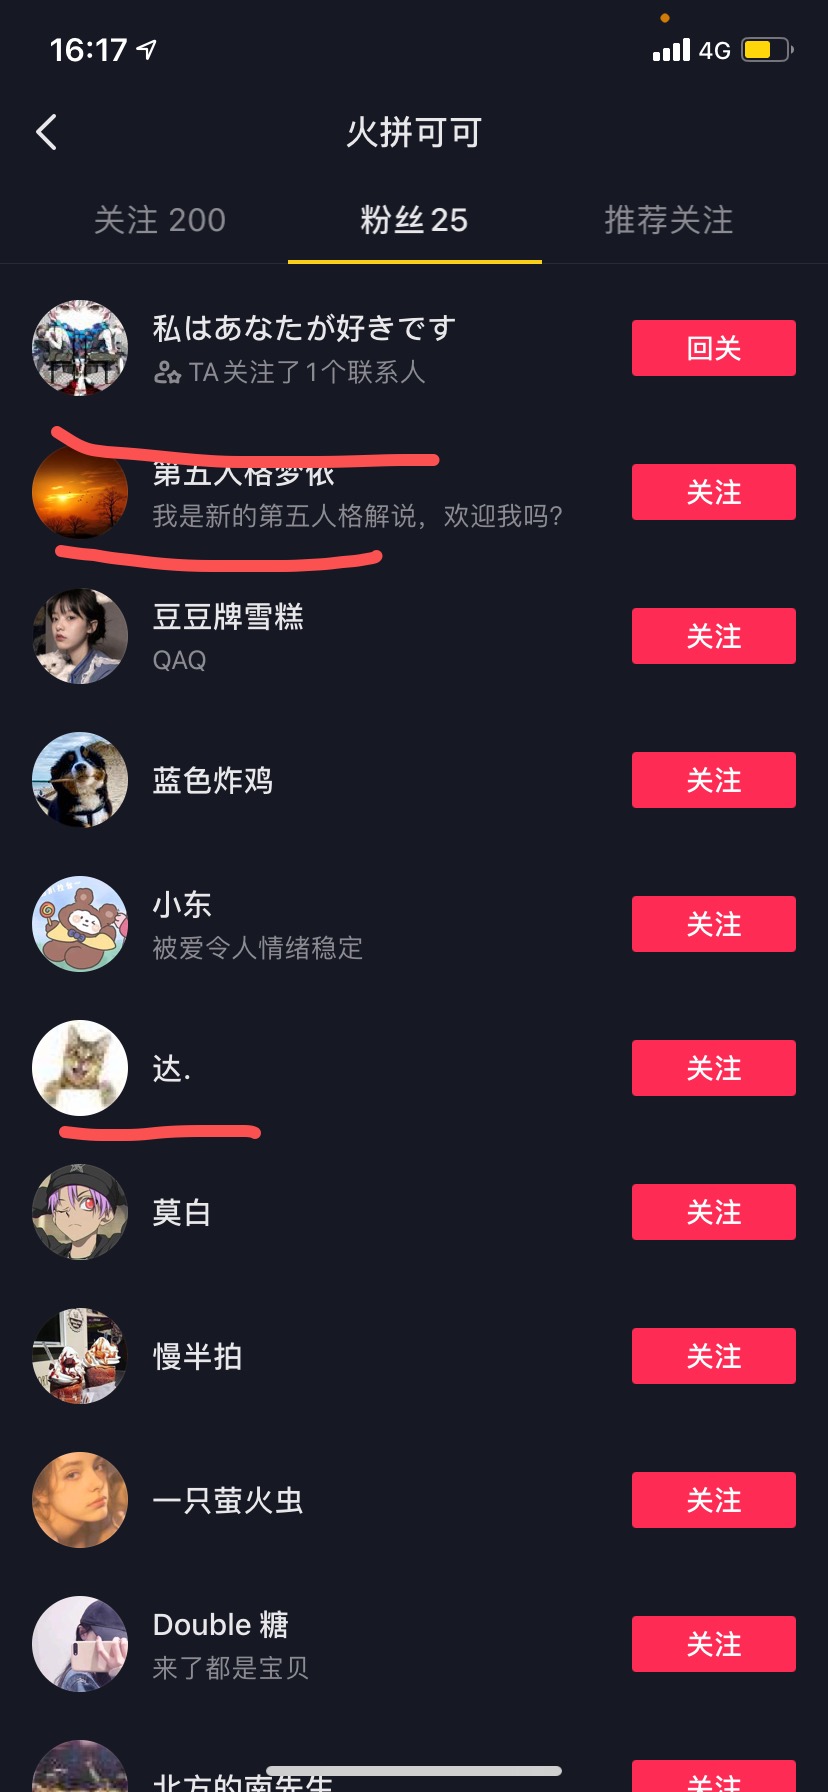 16:17
4G
火拼可可
关注 200
粉丝25
推荐关注
私はあなたが好きです
TA关注了1个联系人
回关
第五人格梦依
我是新的第五人格解说，欢迎我吗?
关注
豆豆牌雪糕
QAQ
关注
蓝色炸鸡
关注
小东
被爱令人情绪稳定
关注
达.
关注
莫白
关注
慢半拍
关注
一只萤火虫
关注
Double 糖
来了都是宝贝
关注
北方的南先生
关注